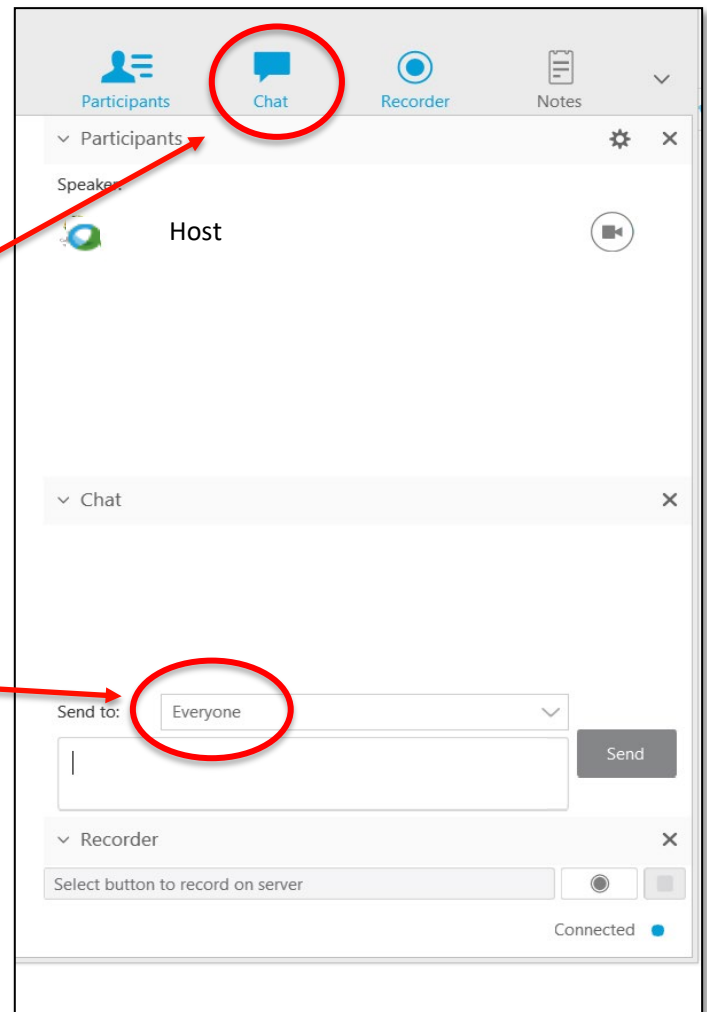 Participants Chat Recorder Notes
Participants
Speaker:
Host
Chat
Send to: Everyone
Send
Recorder
Select button to record on server
Connected